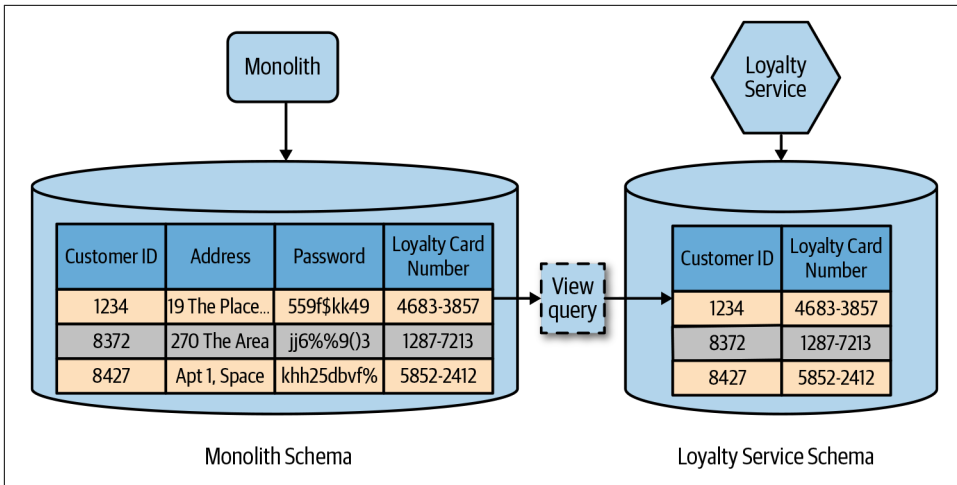 Monolith
Loyalty
Service
Customer ID Address Password Loyalty Card
Number
1234 19 The Place... 559f$kk49 4683-3857
8372 270 The Area jj6%%9()3 1287-7213
8427 Apt 1, Space khh25dbvf% 5852-2412
View
query
Customer ID Loyalty Card
Number
1234 4683-3857
8372 1287-7213
8427 5852-2412
Monolith Schema
Loyalty Service Schema